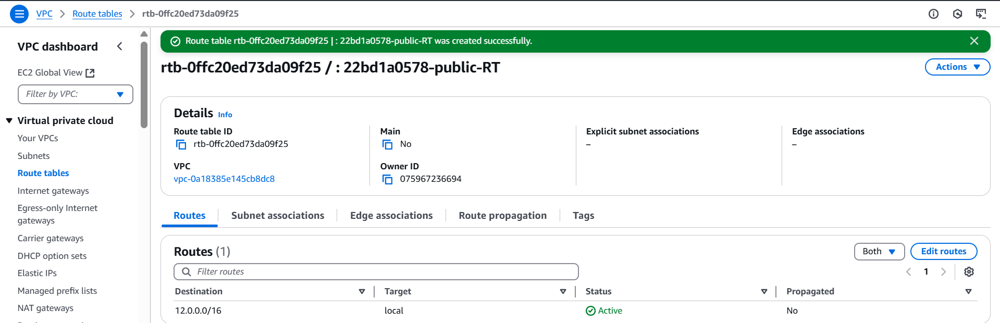 VPC > Route tables > rtb-0ffc20ed73da09f25
VPC dashboard
EC2 Global View
Filter by VPC:
Virtual private cloud
Your VPCs
Subnets
Route tables
Internet gateways
Egress-only Internet
gateways
Carrier gateways
DHCP option sets
Elastic IPs
Managed prefix lists
NAT gateways
Route table rtb-0ffc20ed73da09f25 | : 22bd1a0578-public-RT was created successfully.
rtb-0ffc20ed73da09f25 / : 22bd1a0578-public-RT
Actions
Details Info
Route table ID
rtb-0ffc20ed73da09f25
Main
No
Explicit subnet associations
–
Edge associations
–
VPC
vpc-0a18385e145cb8dc8
Owner ID
075967236694
Routes Subnet associations Edge associations Route propagation Tags
Routes (1)
Both Edit routes
Filter routes
1
Destination Target Status Propagated
12.0.0.0/16 local Active No